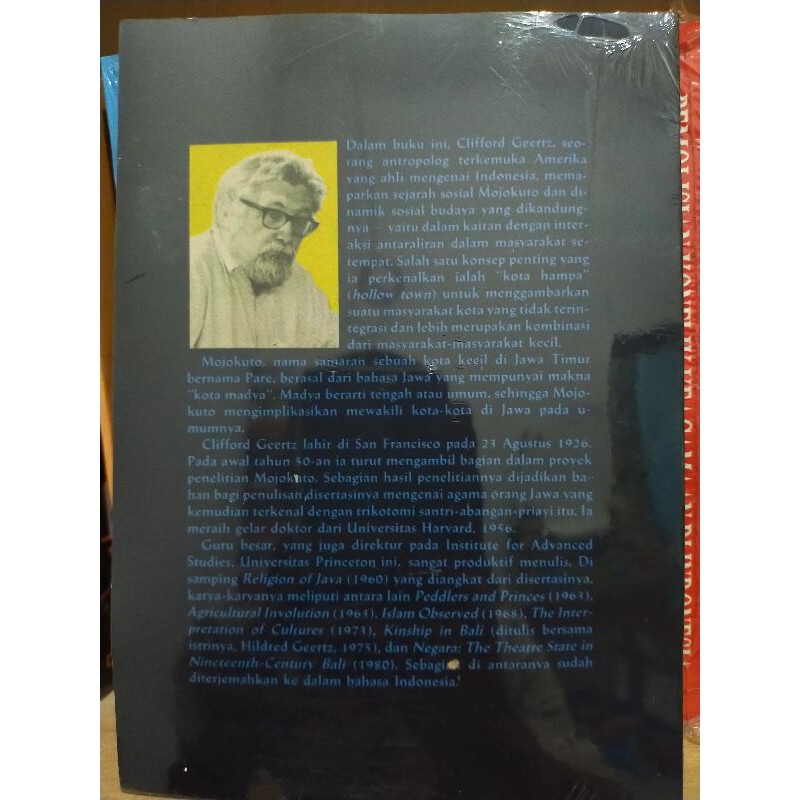 Dalam buku ini, Clifford Geertz, seo-
rang antropolog terkemuka Amerika
yang ahli mengenai Indonesia, mema-
parkan sejarah sosial Mojokuto dan di-
namik sosial budaya yang dikandung-
nya yaitu dalam kaitan dengan inter-
aksi antaraliran dalam masyarakat se-
tempat. Salah satu konsep penting yang
ia perkenalkan ialah "kota hampa"
(hollow town) untuk menggambarkan
suatu masyarakat kota yang tidak terin-
tegrasi dan lebih merupakan kombinasi
dari masyarakat-masyarakat kecil.
Mojokuto, nama samaran sebuah kota kecil di Jawa Timur
bernama Pare, berasal dari bahasa Jawa yang mempunyai makna
"kota madya". Madya berarti tengah atau umum, sehingga Mojo-
kuto mengimplikasikan mewakili kota-kota di Jawa pada u-
mumnya.
Clifford Geertz lahir di San Francisco pada 23 Agustus 1926.
Pada awal tahun 50-an ia turut mengambil bagian dalam proyek
penelitian Mojokuto. Sebagian hasil penelitiannya dijadikan ba-
han bagi penulisan disertasinya mengenai agama orang Jawa yang
kemudian terkenal dengan trikotomi santri-abangan-priayi itu. Ia
meraih gelar doktor dari Universitas Harvard, 1956.
Guru besar, yang juga direktur pada Institute for Advanced
Studies, Universitas Princeton ini, sangat produktif menulis. Di
samping Religion of Java (1960) yang diangkat dari disertasinya,
karya-karyanya meliputi antara lain Peddlers and Princes (1963),
Agricultural Involution (1963), Islam Observed (1968), The Inter-
pretation of Cultures (1973), Kinship in Bali (ditulis bersama
istrinya, Hildred Geertz, 1975), dan Negara: The Theatre State in
Nineteenth-Century Bali (1980). Sebagian di antaranya sudah
diterjemahkan ke dalam bahasa Indonesia.